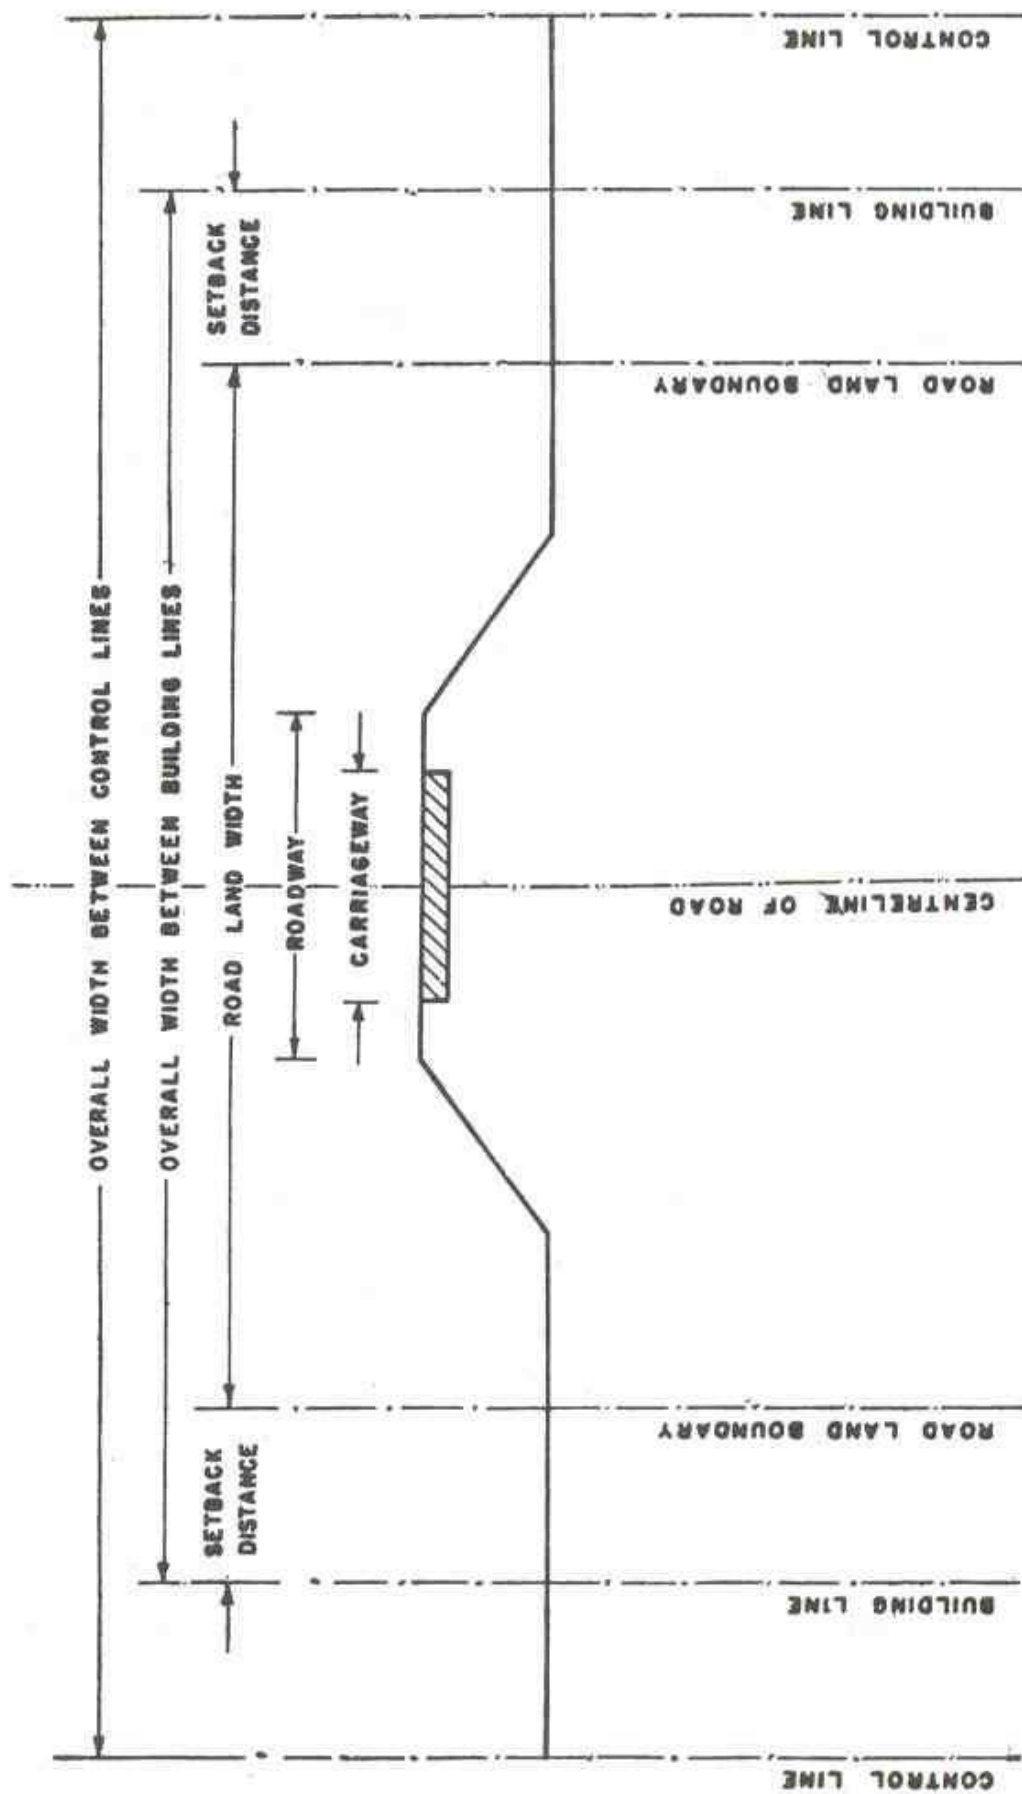 OVERALL WIDTH BETWEEN CONTROL LINES
OVERALL WIDTH BETWEEN BUILDING LINES
SETBACK
DISTANCE
ROAD LAND WIDTH
SETBACK
DISTANCE
ROADWAY
CARRIAGEWAY
CONTROL LINE
BUILDING LINE
ROAD LAND BOUNDARY
CENTRELINE OF ROAD
ROAD LAND BOUNDARY
BUILDING LINE
CONTROL LINE